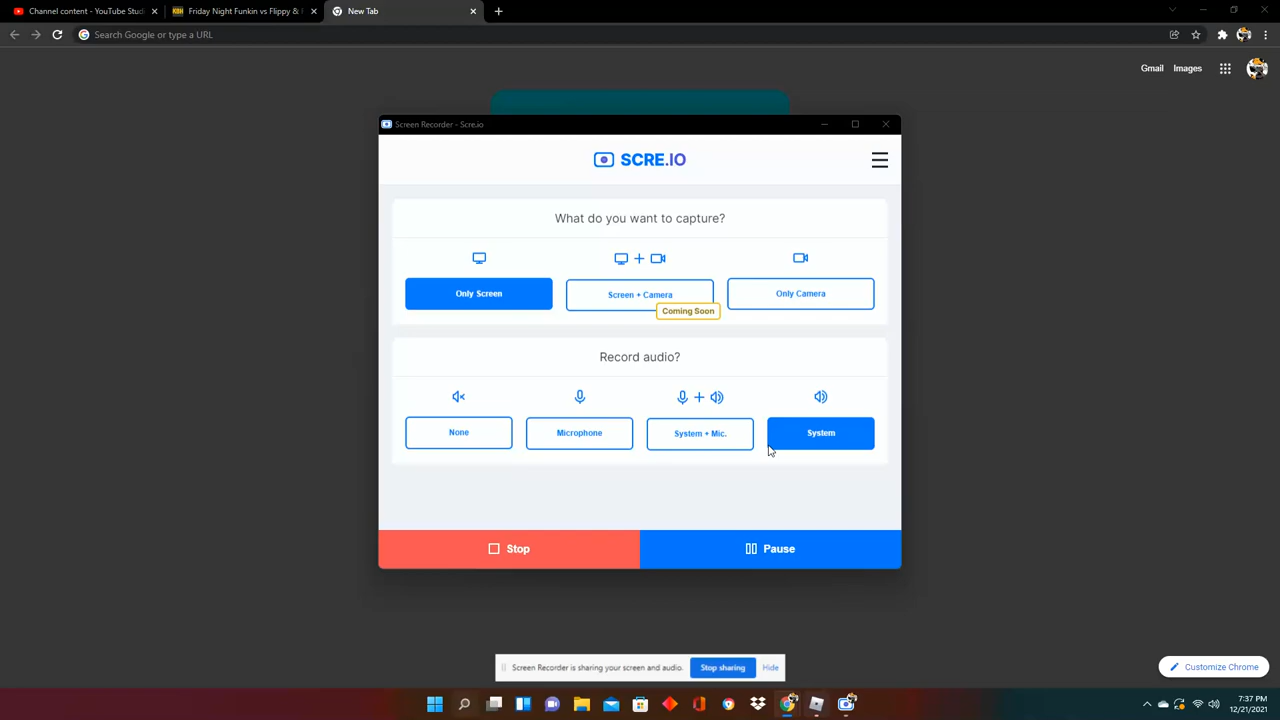 Channel content - YouTube Stud
Friday Night Funkin vs Flippy & F
New Tab
Search Google or type a URL
Gmail
Images
Screen Recorder - Scre.io
SCRE.IO
What do you want to capture?
Only Screen
Screen + Camera
Only Camera
Coming Soon
Record audio?
None
Microphone
System + Mic.
System
Stop
Pause
Screen Recorder is sharing your screen and audio.
Stop sharing
Hide
Customize Chrome
7:37 PM
12/21/2021